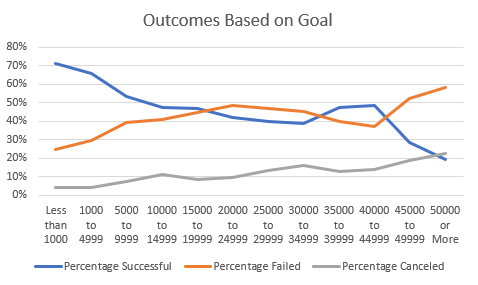 Outcomes Based on Goal
80%
70%
60%
50%
40%
30%
20%
10%
0%
Less than 1000
1000 to 4999
5000 to 9999
10000 to 14999
15000 to 19999
20000 to 24999
25000 to 29999
30000 to 34999
35000 to 39999
40000 to 44999
45000 to 49999
50000 or More
Percentage Successful
Percentage Failed
Percentage Canceled